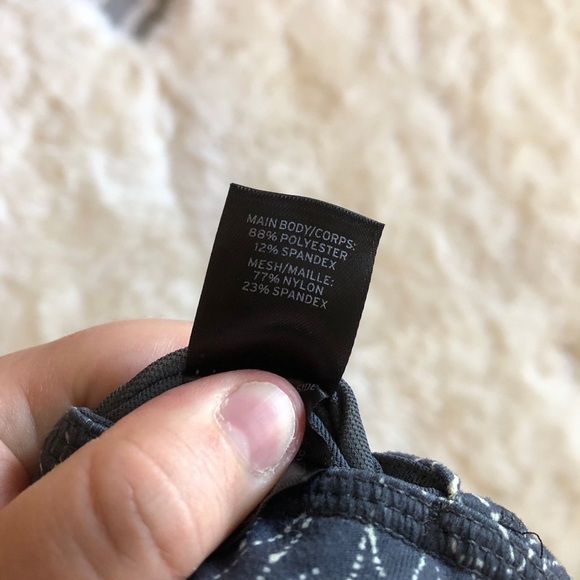 MAIN BODY/CORPS:
88% POLYESTER
12% SPANDEX
MESH/MAILLE:
77% NYLON
23% SPANDEX